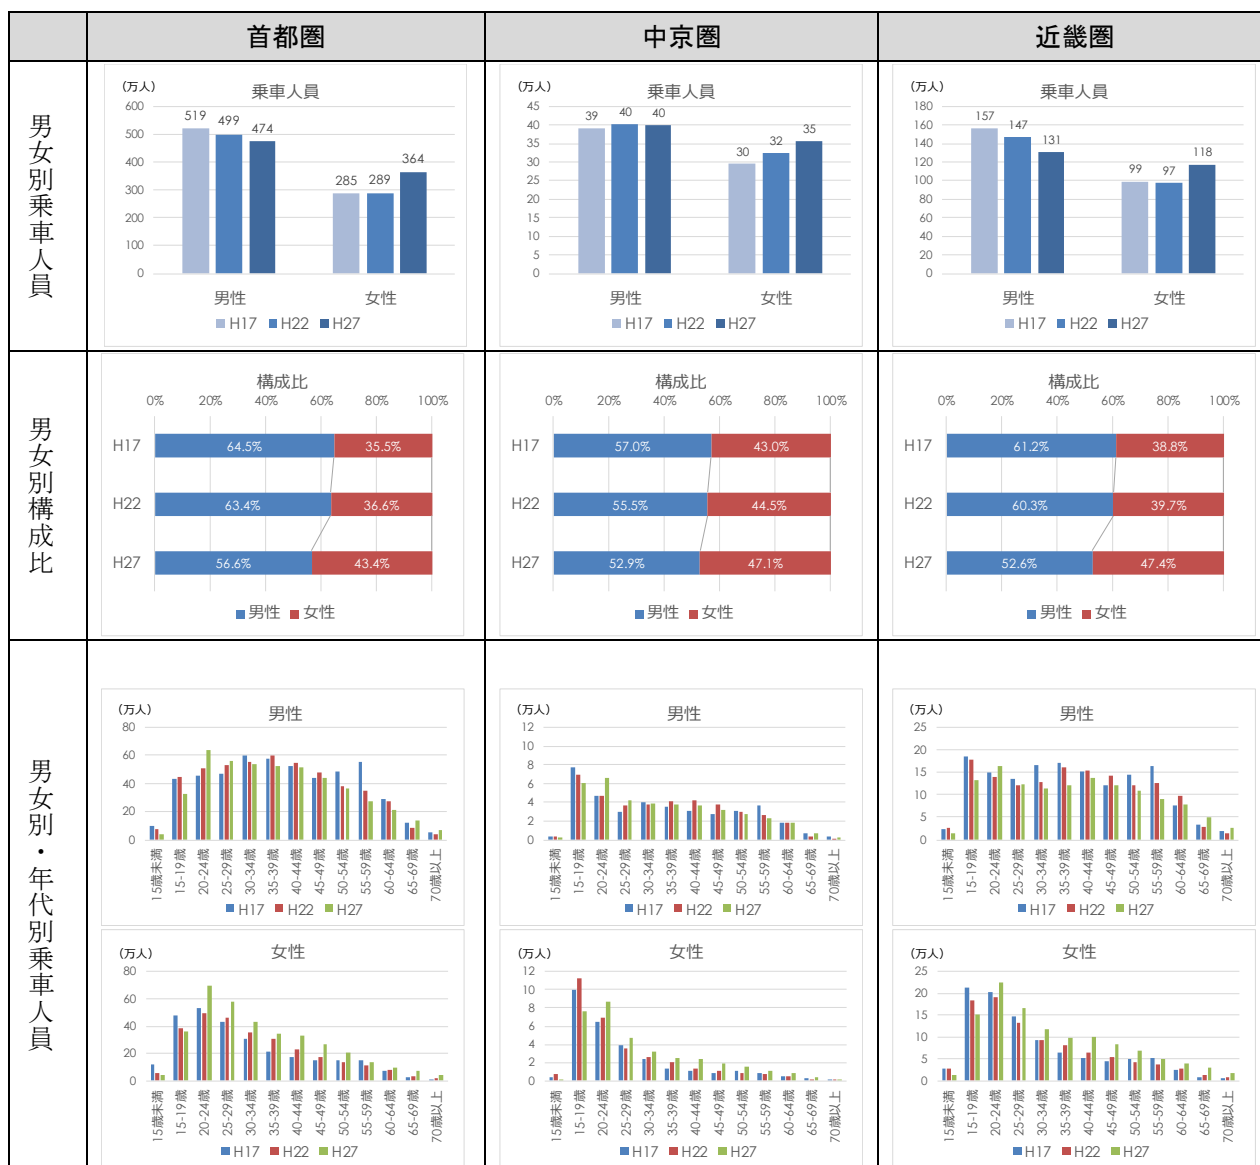 首都圏
中京圏
近畿圏
男女別乗車人員
(万人)
乗車人員
600
500
400
300
200
100
0
519 499 474
285 289 364
男性 女性
H17 H22 H27
(万人)
乗車人員
45
40
35
30
25
20
15
10
5
0
39 40 40
30 32 35
男性 女性
H17 H22 H27
(万人)
乗車人員
180
160
140
120
100
80
60
40
20
0
157 147 131
99 97 118
男性 女性
H17 H22 H27
男女別構成比
構成比
0% 20% 40% 60% 80% 100%
H17 64.5% 35.5%
H22 63.4% 36.6%
H27 56.6% 43.4%
男性 女性
構成比
0% 20% 40% 60% 80% 100%
H17 57.0% 43.0%
H22 55.5% 44.5%
H27 52.9% 47.1%
男性 女性
構成比
0% 20% 40% 60% 80% 100%
H17 61.2% 38.8%
H22 60.3% 39.7%
H27 52.6% 47.4%
男性 女性
男女別・年代別乗車人員
(万人)
男性
80
60
40
20
0
15歳未満 15-19歳 20-24歳 25-29歳 30-34歳 35-39歳 40-44歳 45-49歳 50-54歳 55-59歳 60-64歳 65-69歳 70歳以上
H17 H22 H27
(万人)
男性
12
10
8
6
4
2
0
15歳未満 15-19歳 20-24歳 25-29歳 30-34歳 35-39歳 40-44歳 45-49歳 50-54歳 55-59歳 60-64歳 65-69歳 70歳以上
H17 H22 H27
(万人)
男性
25
20
15
10
5
0
15歳未満 15-19歳 20-24歳 25-29歳 30-34歳 35-39歳 40-44歳 45-49歳 50-54歳 55-59歳 60-64歳 65-69歳 70歳以上
H17 H22 H27
(万人)
女性
80
60
40
20
0
15歳未満 15-19歳 20-24歳 25-29歳 30-34歳 35-39歳 40-44歳 45-49歳 50-54歳 55-59歳 60-64歳 65-69歳 70歳以上
H17 H22 H27
(万人)
女性
12
10
8
6
4
2
0
15歳未満 15-19歳 20-24歳 25-29歳 30-34歳 35-39歳 40-44歳 45-49歳 50-54歳 55-59歳 60-64歳 65-69歳 70歳以上
H17 H22 H27
(万人)
女性
25
20
15
10
5
0
15歳未満 15-19歳 20-24歳 25-29歳 30-34歳 35-39歳 40-44歳 45-49歳 50-54歳 55-59歳 60-64歳 65-69歳 70歳以上
H17 H22 H27